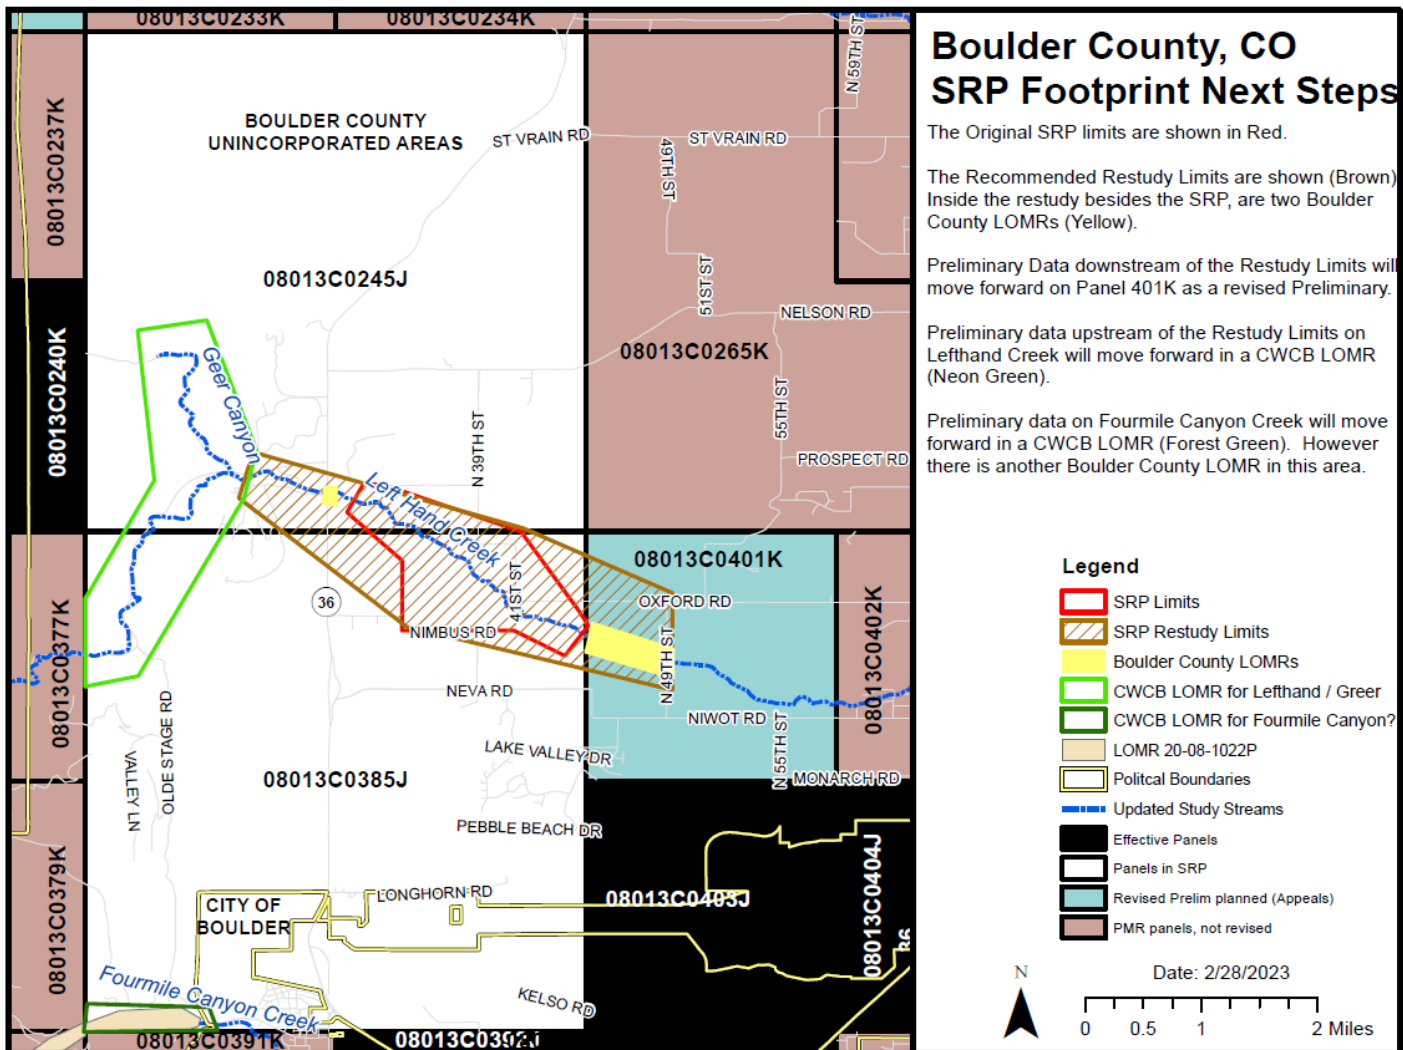 08013C0233K
08013C0234K
N 59TH ST
08013C0237K
BOULDER COUNTY
UNINCORPORATED AREAS
ST VRAIN RD
ST VRAIN RD
49TH ST
08013C0245J
51ST ST
NELSON RD
08013C0240K
08013C0265K
Geer Canyon
55TH ST
N 39TH ST
PROSPECT RD
Left Hand Creek
08013C0401K
41ST ST
OXFORD RD
36
NIMBUS RD
08013C0377K
08013C0402K
N 49TH ST
NEVA RD
NIWOT RD
OLDE STAGE RD
VALLEY LN
LAKE VALLEY DR
N 55TH ST
08013C0385J
MONARCH RD
PEBBLE BEACH DR
08013C0379K
LONGHORN RD
08013C0403J
08013C0404J
CITY OF
BOULDER
Fourmile Canyon Creek
KELSO RD
08013C0391K
08013C0392J
Boulder County, CO
SRP Footprint Next Steps
The Original SRP limits are shown in Red.
The Recommended Restudy Limits are shown (Brown)
Inside the restudy besides the SRP, are two Boulder
County LOMRs (Yellow).
Preliminary Data downstream of the Restudy Limits will
move forward on Panel 401K as a revised Preliminary.
Preliminary data upstream of the Restudy Limits on
Lefthand Creek will move forward in a CWCB LOMR
(Neon Green).
Preliminary data on Fourmile Canyon Creek will move
forward in a CWCB LOMR (Forest Green). However
there is another Boulder County LOMR in this area.
Legend
SRP Limits
SRP Restudy Limits
Boulder County LOMRs
CWCB LOMR for Lefthand / Greer
CWCB LOMR for Fourmile Canyon?
LOMR 20-08-1022P
Politcal Boundaries
Updated Study Streams
Effective Panels
Panels in SRP
Revised Prelim planned (Appeals)
PMR panels, not revised
N
Date: 2/28/2023
0 0.5 1 2 Miles